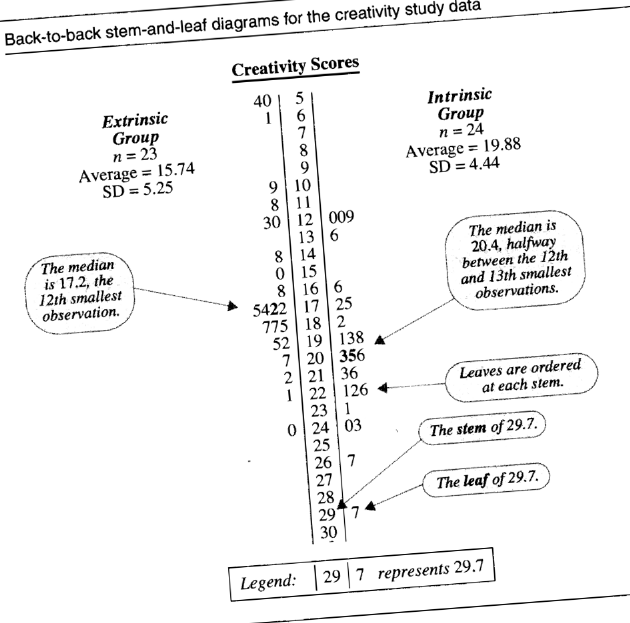 Back-to-back stem-and-leaf diagrams for the creativity study data
Creativity Scores
Extrinsic
Group
n = 23
Average = 15.74
SD = 5.25
Intrinsic
Group
n = 24
Average = 19.88
SD = 4.44
40 | 5 |
1 | 6 |
7
8
9
9 | 10 |
8 | 11 |
30 | 12 | 009
13 | 6
8 | 14 |
0 | 15 |
8 | 16 | 6
5422 | 17 | 25
775 | 18 | 2
52 | 19 | 138
7 | 20 | 356
2 | 21 | 36
1 | 22 | 126
23 | 1
0 | 24 | 03
25
26 | 7
27
28
29 | 7
30
The median
is 17.2, the
12th smallest
observation.
The median is
20.4, halfway
between the 12th
and 13th smallest
observations.
Leaves are ordered
at each stem.
The stem of 29.7.
The leaf of 29.7.
Legend: | 29 | 7 represents 29.7